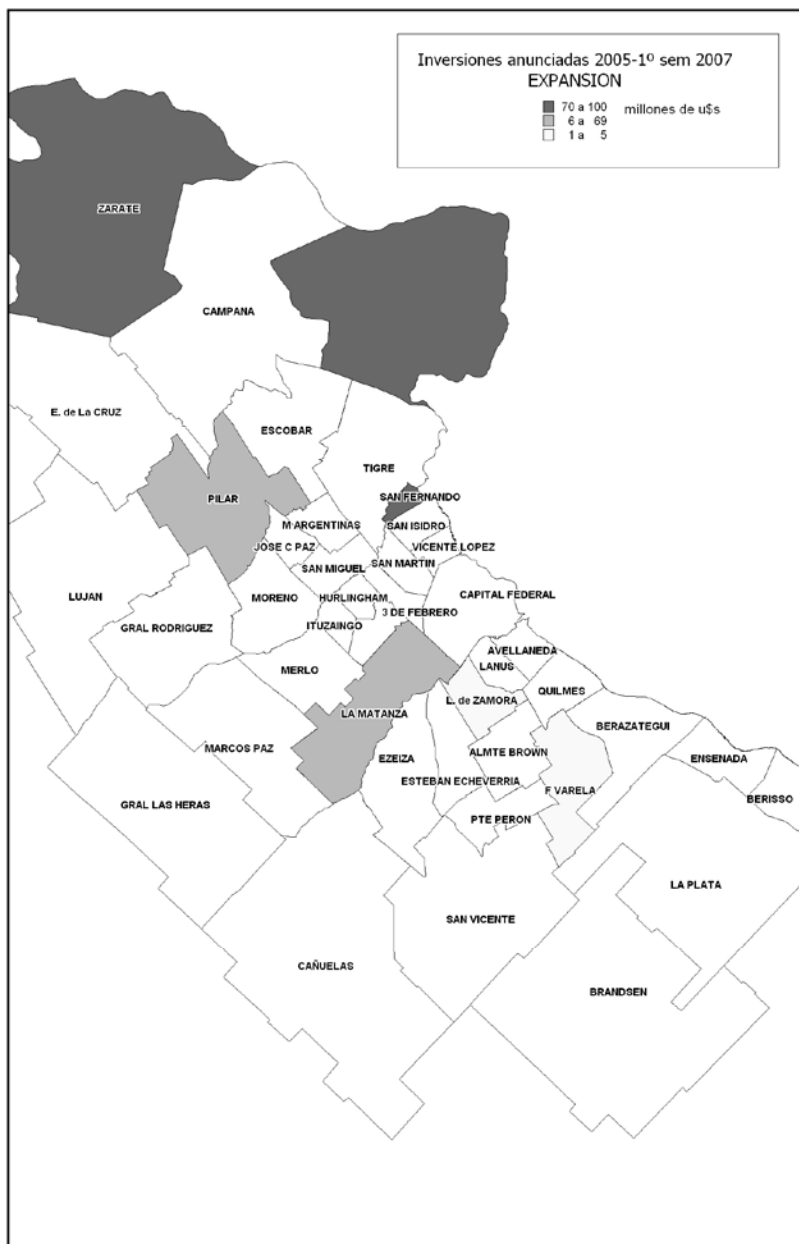 Inversiones anunciadas 2005-1º sem 2007
EXPANSION
70 a 100 millones de u$s
6 a 69
1 a 5
ZARATE
CAMPANA
E. de La CRUZ
ESCOBAR
TIGRE
PILAR
SAN FERNANDO
M ARGENTINAS
SAN ISIDRO
JOSE C PAZ
VICENTE LOPEZ
SAN MIGUEL
SAN MARTIN
LUJAN
MORENO
HURLINGHAM
CAPITAL FEDERAL
3 DE FEBRERO
GRAL RODRIGUEZ
ITUZAINGO
AVELLANEDA
MERLO
LANUS
L. de ZAMORA
QUILMES
LA MATANZA
BERAZATEGUI
MARCOS PAZ
ALMTE BROWN
EZEIZA
ENSENADA
ESTEBAN ECHEVERRIA
F VARELA
GRAL LAS HERAS
BERISSO
PTE PERON
LA PLATA
SAN VICENTE
CAÑUELAS
BRANDSEN